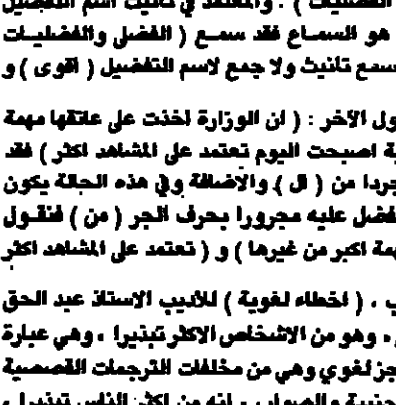 الفضليات ) . والمعتمد في تأنيث اسم التفضيل
هو السماع فقد سمع ( الفضل والفضليات
سمع تانيث ولا جمع لاسم التفضيل ( اقوى ) و
ول الآخر : ( ان الوزارة اخذت على عاتقها مهمة
ة اصبحت اليوم تعتمد على المشاهد اكثر ) فقد
جردا من ( ال ) والاضافة وفي هذه الحالة يكون
فضل عليه مجرورا بحرف الجر ( من ) فنقول
همة اكبر من غيرها ) و ( تعتمد على المشاهد اكثر
ب ، ( اخطاء لغوية ) للأديب الاستاذ عبد الحق
، وهو من الاشخاص الاكثر تبذيرا ، وهي عبارة
جز لغوي وهي من مخلفات الترجمات القصصية
جنبية والصواب ـ انه من اكثر الناس تبذيرا ،